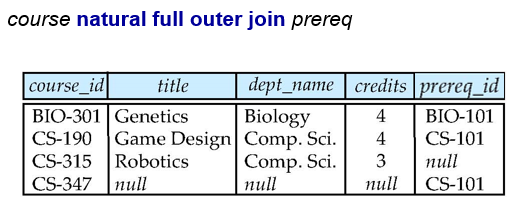 course natural full outer join prereq
course_id title dept_name credits prereq_id
BIO-301 Genetics Biology 4 BIO-101
CS-190 Game Design Comp. Sci. 4 CS-101
CS-315 Robotics Comp. Sci. 3 null
CS-347 null null null CS-101